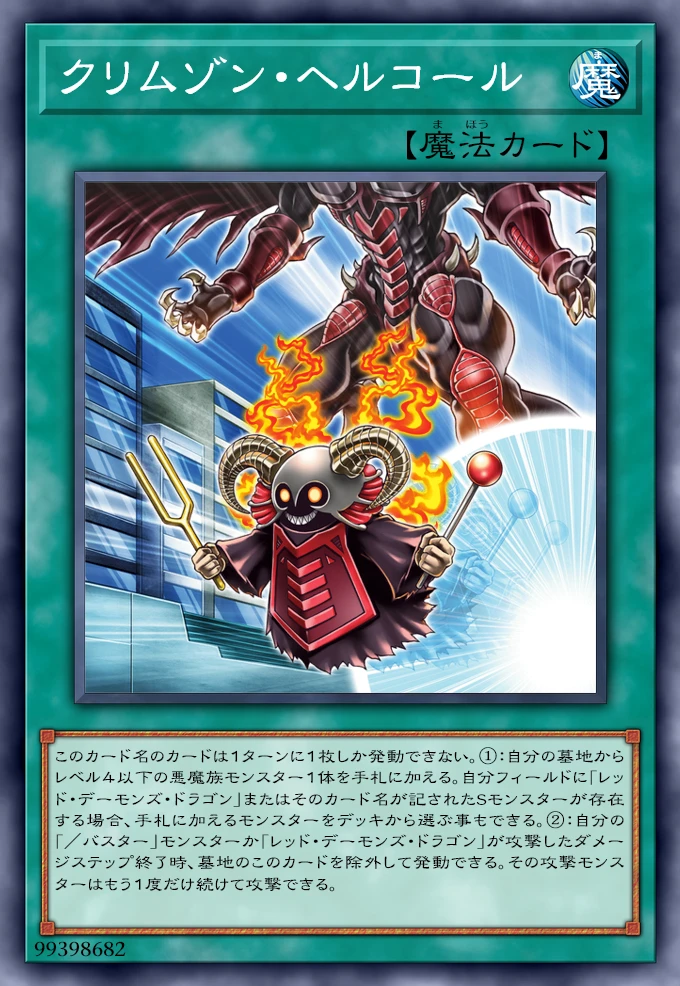 クリムゾン・ヘルコール
魔
ま
【魔法カード】
ま ほう
このカード名のカードは1ターンに1枚しか発動できない。①：自分の墓地から
レベル４以下の悪魔族モンスター1体を手札に加える。自分フィールドに「レッ
ド・デーモンズ・ドラゴン」またはそのカード名が記されたSモンスターが存在
する場合、手札に加えるモンスターをデッキから選ぶ事もできる。②：自分の
「／バスター」モンスターか「レッド・デーモンズ・ドラゴン」が攻撃したダメー
ジステップ終了時、墓地のこのカードを除外して発動できる。その攻撃モンス
ターはもう1度だけ続けて攻撃できる。
99398682